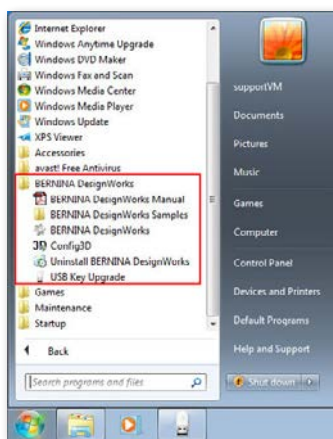 Internet Explorer
Windows Anytime Upgrade
Windows DVD Maker
Windows Fax and Scan
Windows Media Center
Windows Media Player
Windows Update
XPS Viewer
Accessories
avast! Free Antivirus
BERNINA DesignWorks
BERNINA DesignWorks Manual
BERNINA DesignWorks Samples
BERNINA DesignWorks
3D Config3D
Uninstall BERNINA DesignWorks
USB Key Upgrade
Games
Maintenance
Startup
Back
Search programs and files
supportVM
Documents
Pictures
Music
Games
Computer
Control Panel
Devices and Printers
Default Programs
Help and Support
Shut down